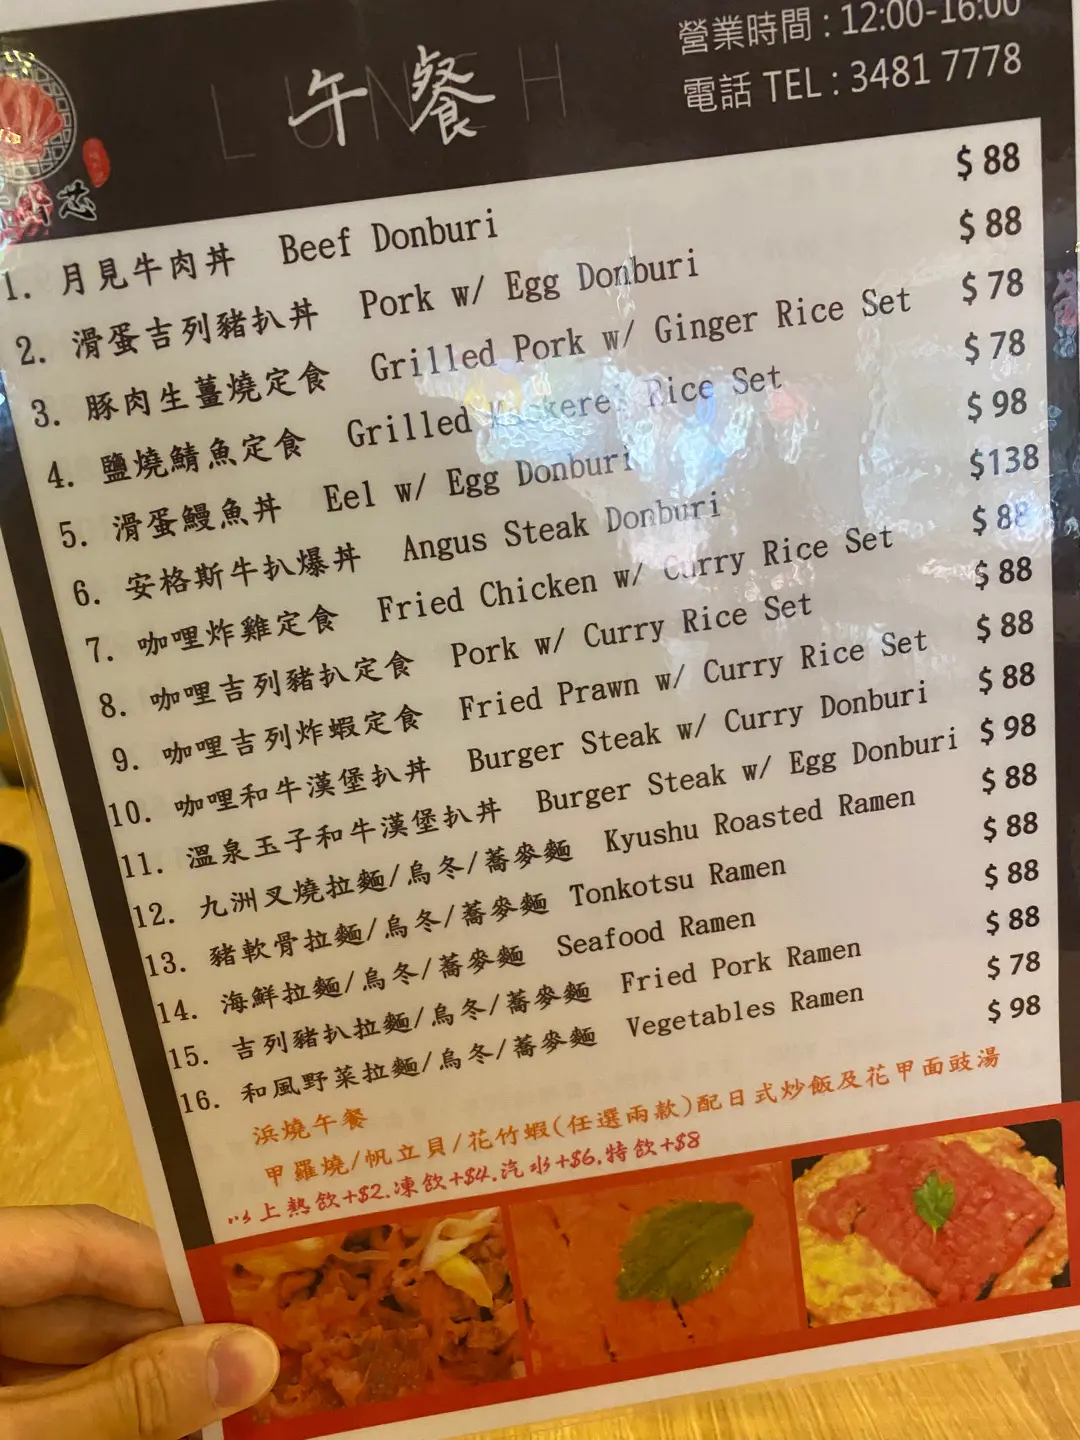 營業時間 : 12:00-16:00
LUNCH 午餐
電話 TEL : 3481 7778
芯
1. 月見牛肉丼 Beef Donburi $ 88
2. 滑蛋吉列豬扒丼 Pork w/ Egg Donburi $ 88
3. 豚肉生薑燒定食 Grilled Pork w/ Ginger Rice Set $ 78
4. 鹽燒鯖魚定食 Grilled Mackerel Rice Set $ 78
5. 滑蛋鰻魚丼 Eel w/ Egg Donburi $ 98
6. 安格斯牛扒爆丼 Angus Steak Donburi $138
7. 咖哩炸雞定食 Fried Chicken w/ Curry Rice Set $ 88
8. 咖哩吉列豬扒定食 Pork w/ Curry Rice Set $ 88
9. 咖哩吉列炸蝦定食 Fried Prawn w/ Curry Rice Set $ 88
10. 咖哩和牛漢堡扒丼 Burger Steak w/ Curry Donburi $ 88
11. 溫泉玉子和牛漢堡扒丼 Burger Steak w/ Egg Donburi $ 98
12. 九洲叉燒拉麵/烏冬/蕎麥麵 Kyushu Roasted Ramen $ 88
13. 豬軟骨拉麵/烏冬/蕎麥麵 Tonkotsu Ramen $ 88
14. 海鮮拉麵/烏冬/蕎麥麵 Seafood Ramen $ 88
15. 吉列豬扒拉麵/烏冬/蕎麥麵 Fried Pork Ramen $ 88
16. 和風野菜拉麵/烏冬/蕎麥麵 Vegetables Ramen $ 78
浜燒午餐 $ 98
甲羅燒/帆立貝/花竹蝦(任選兩款)配日式炒飯及花甲面豉湯
以上熱飲+$2.凍飲+$4.汽水+$6.特飲+$8